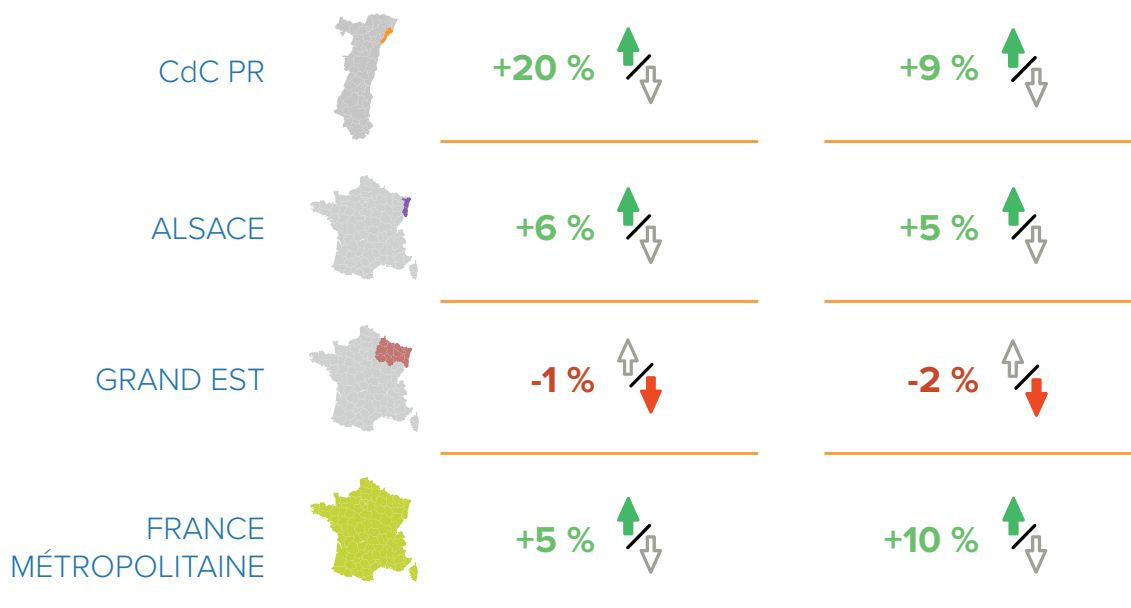 CdC PR
+20 %
+9 %
ALSACE
+6 %
+5 %
GRAND EST
-1 %
-2 %
FRANCE
MÉTROPOLITAINE
+5 %
+10 %